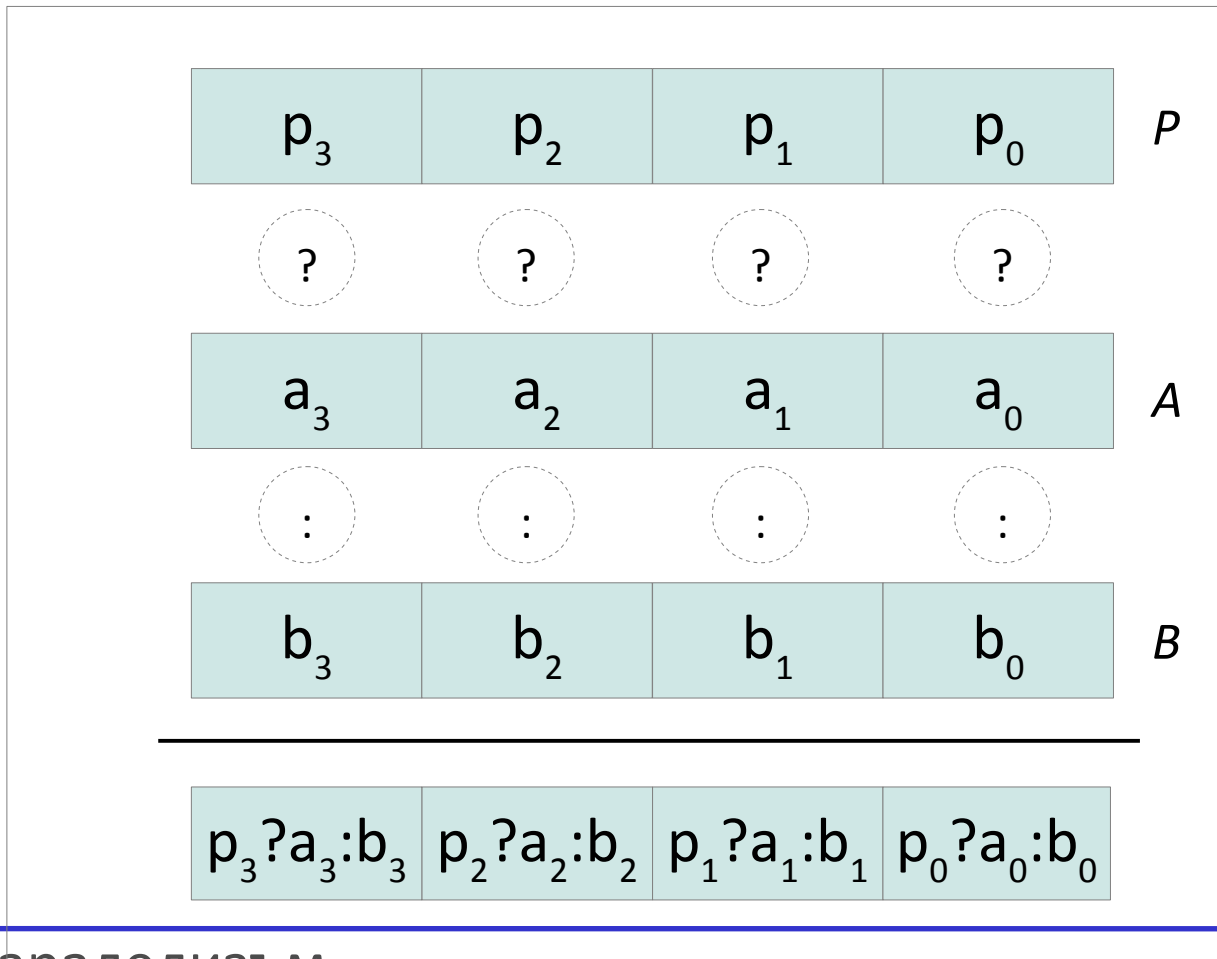 p₃ p₂ p₁ p₀ P
? ? ? ?
a₃ a₂ a₁ a₀ A
: : : :
b₃ b₂ b₁ b₀ B
p₃?a₃:b₃ p₂?a₂:b₂ p₁?a₁:b₁ p₀?a₀:b₀